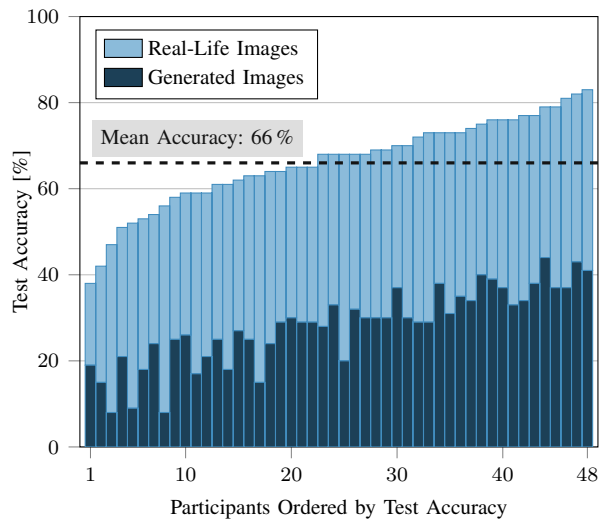 100
80
60
40
20
0
Test Accuracy [%]
Real-Life Images
Generated Images
Mean Accuracy: 66 %
1 10 20 30 40 48
Participants Ordered by Test Accuracy